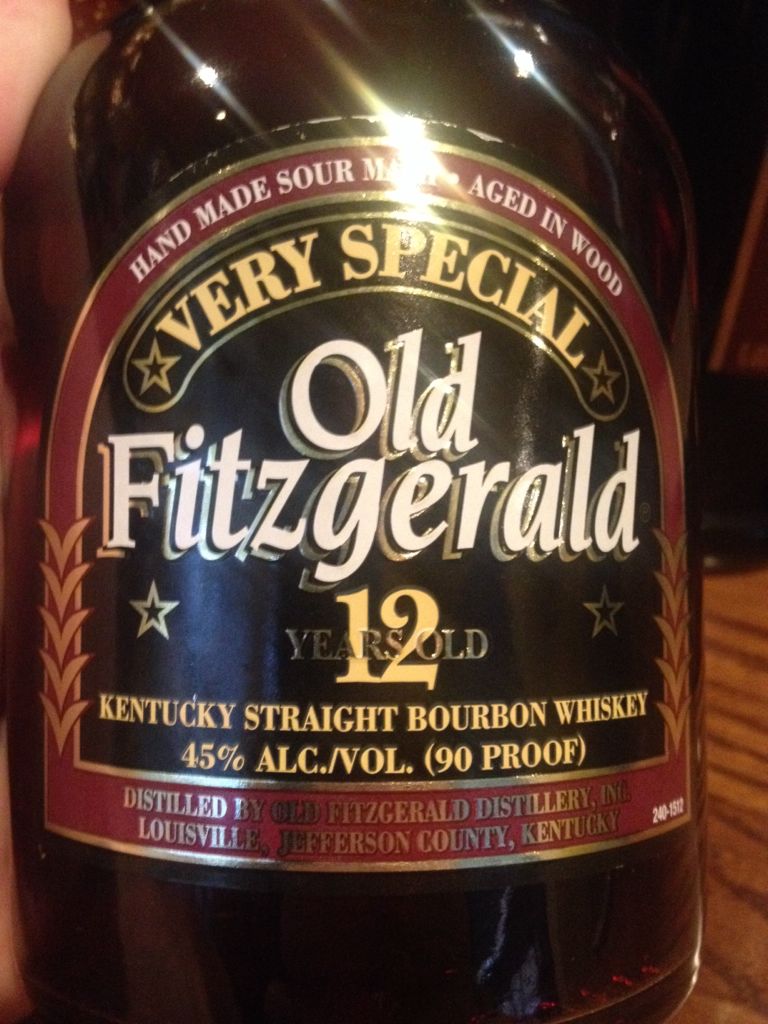 HAND MADE SOUR • AGED IN WOOD
VERY SPECIAL
Old
Fitzgerald
12
YEARS OLD
KENTUCKY STRAIGHT BOURBON WHISKEY
45% ALC./VOL. (90 PROOF)
DISTILLED BY OLD FITZGERALD DISTILLERY, INC.
LOUISVILLE, JEFFERSON COUNTY, KENTUCKY
240-1512